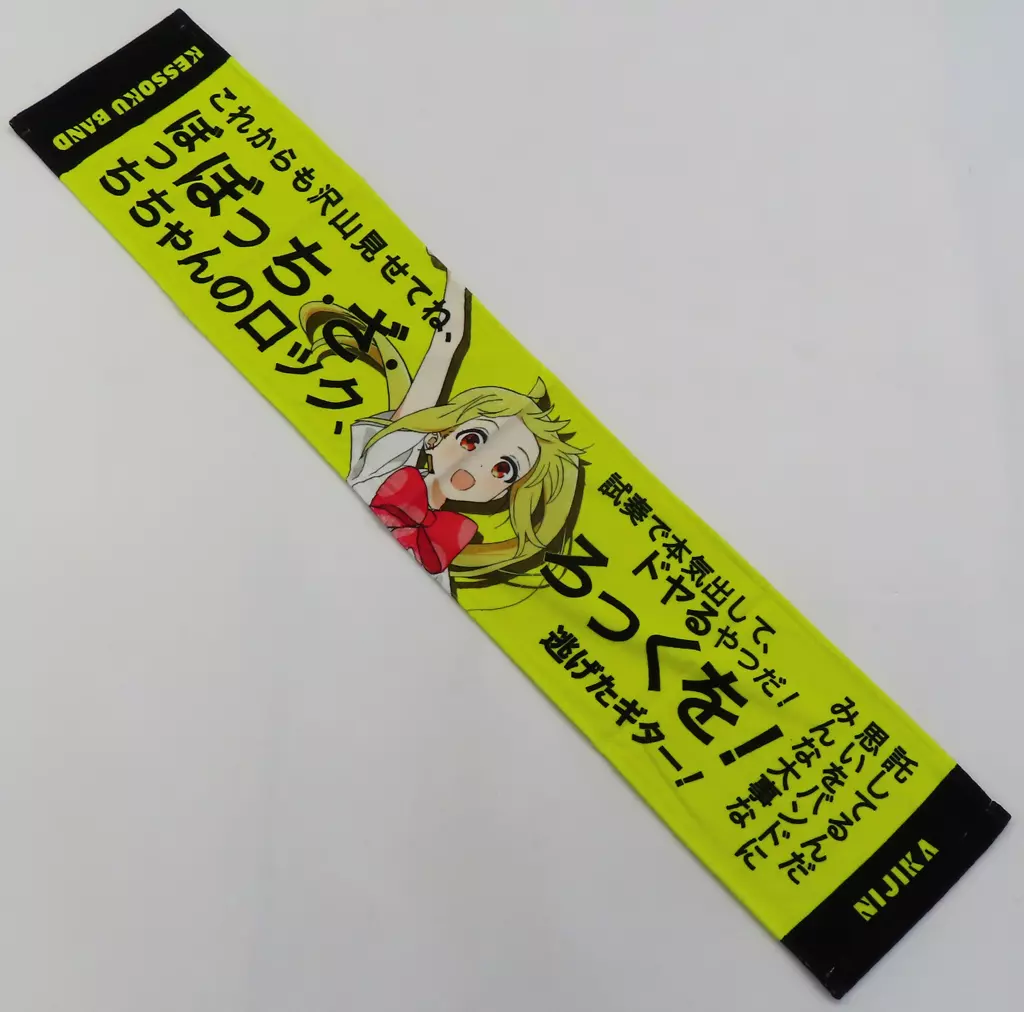 KESSOKU BAND
これからも沢山見せてね、
ぼっち・ざ・
ぼっちちゃんのロック、
試奏で本気出して、
ドヤるやつだ！
ろっくを！
逃げたギター！
みんな大事な
思いをバンドに
託してるんだ
NIJIKA